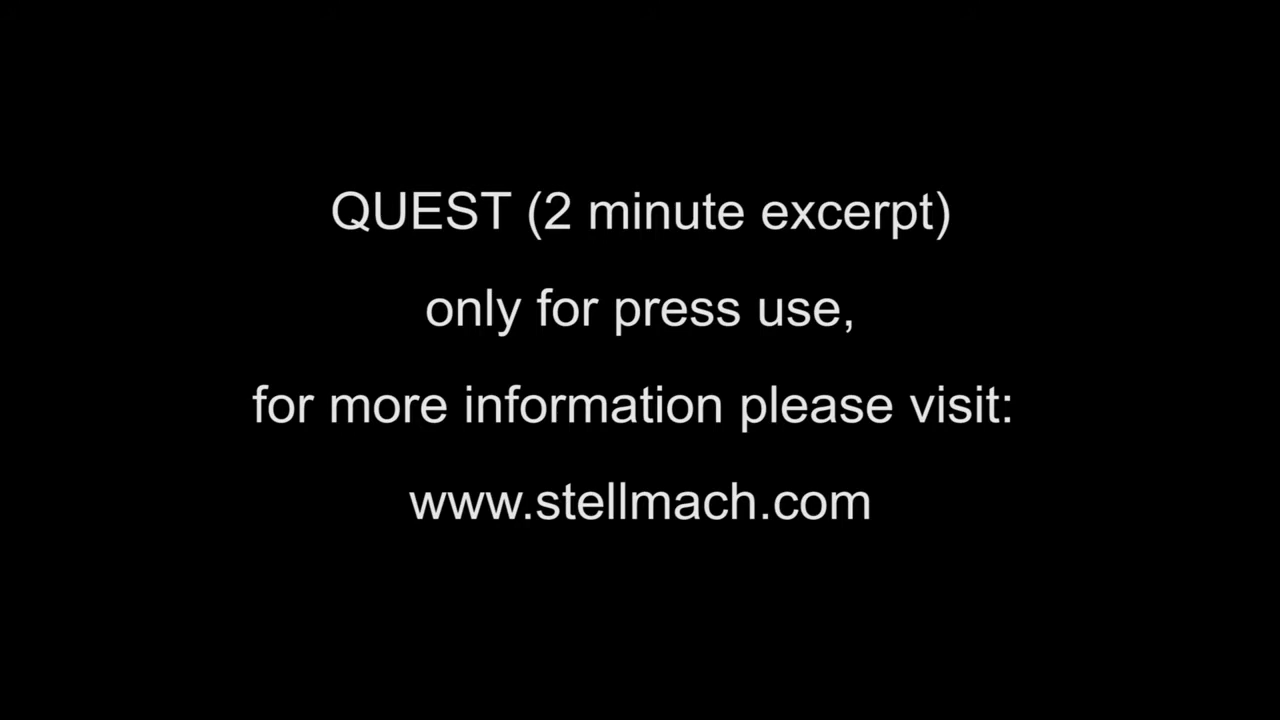 QUEST (2 minute excerpt)
only for press use,
for more information please visit:
www.stellmach.com